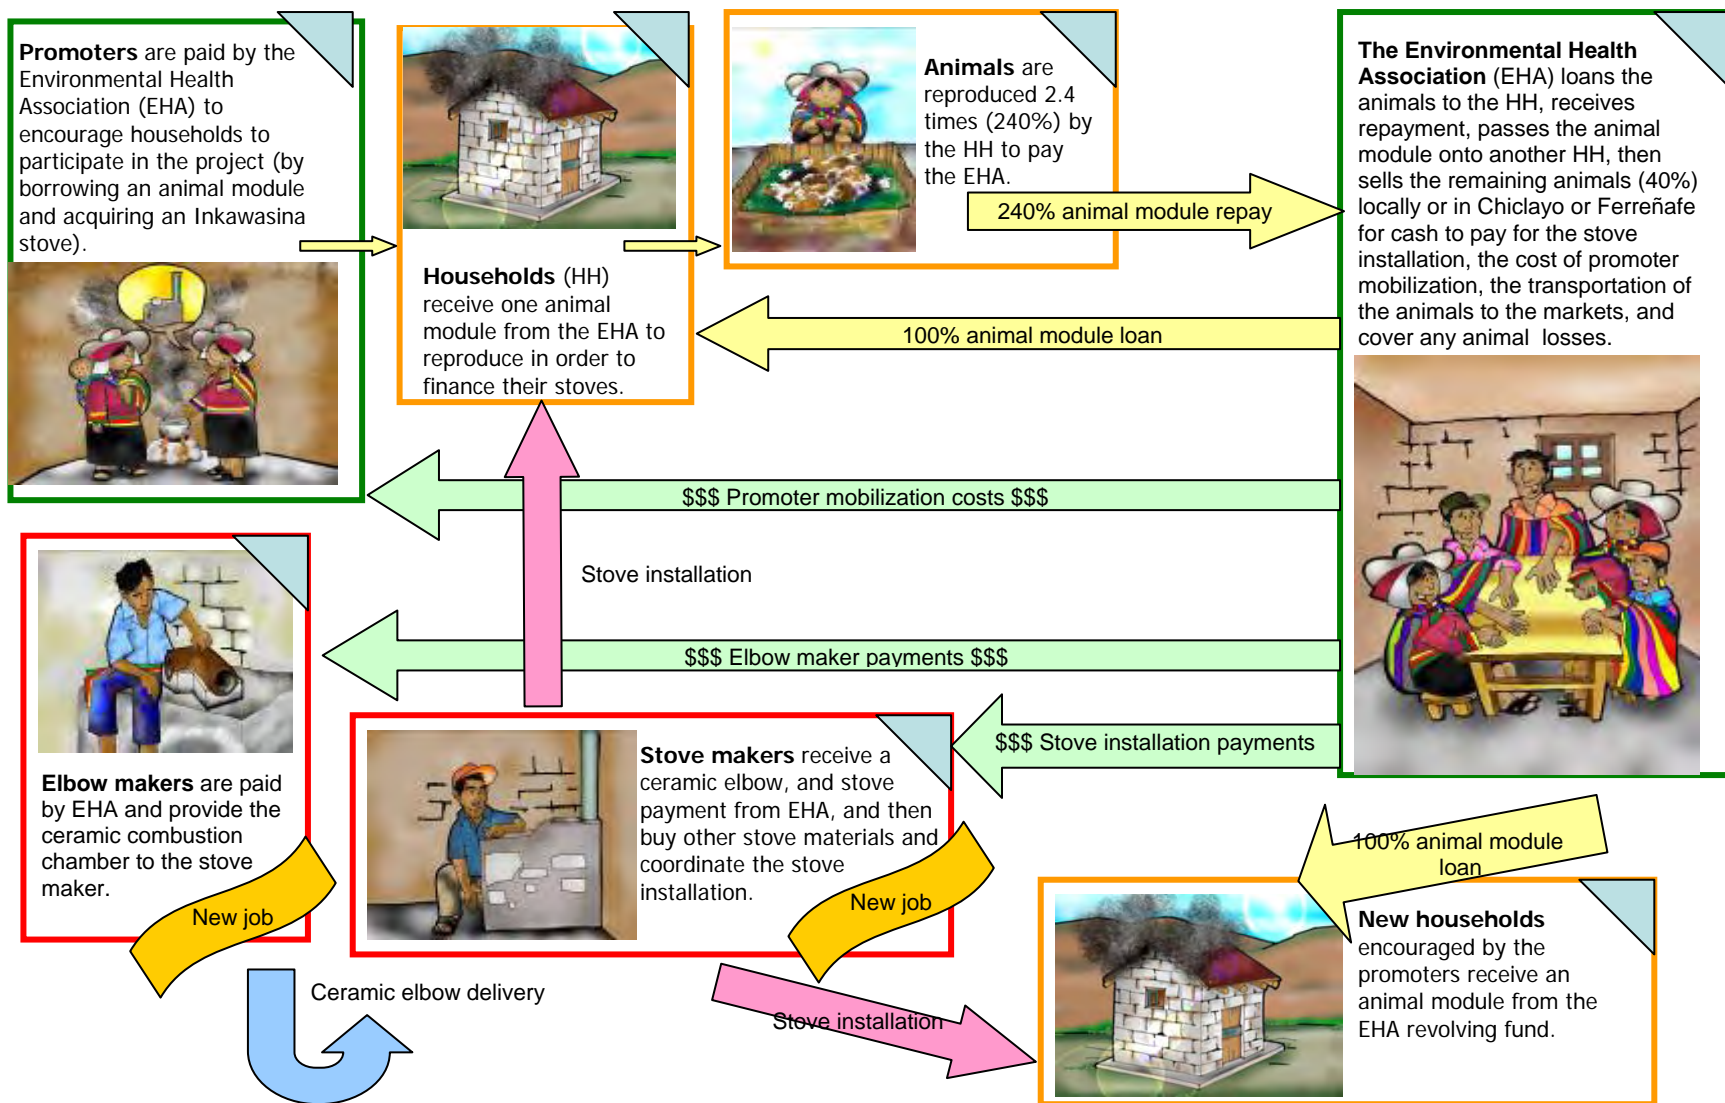 Promoters are paid by the
Environmental Health
Association (EHA) to
encourage households to
participate in the project (by
borrowing an animal module
and acquiring an Inkawasina
stove).
Households (HH)
receive one animal
module from the EHA to
reproduce in order to
finance their stoves.
Animals are
reproduced 2.4
times (240%) by
the HH to pay
the EHA.
240% animal module repay
100% animal module loan
The Environmental Health
Association (EHA) loans the
animals to the HH, receives
repayment, passes the animal
module onto another HH, then
sells the remaining animals (40%)
locally or in Chiclayo or Ferreñafe
for cash to pay for the stove
installation, the cost of promoter
mobilization, the transportation of
the animals to the markets, and
cover any animal losses.
$$$ Promoter mobilization costs $$$
Stove installation
$$$ Elbow maker payments $$$
$$$ Stove installation payments
Elbow makers are paid
by EHA and provide the
ceramic combustion
chamber to the stove
maker.
New job
Stove makers receive a
ceramic elbow, and stove
payment from EHA, and then
buy other stove materials and
coordinate the stove
installation.
New job
100% animal module
loan
New households
encouraged by the
promoters receive an
animal module from the
EHA revolving fund.
Ceramic elbow delivery
Stove installation